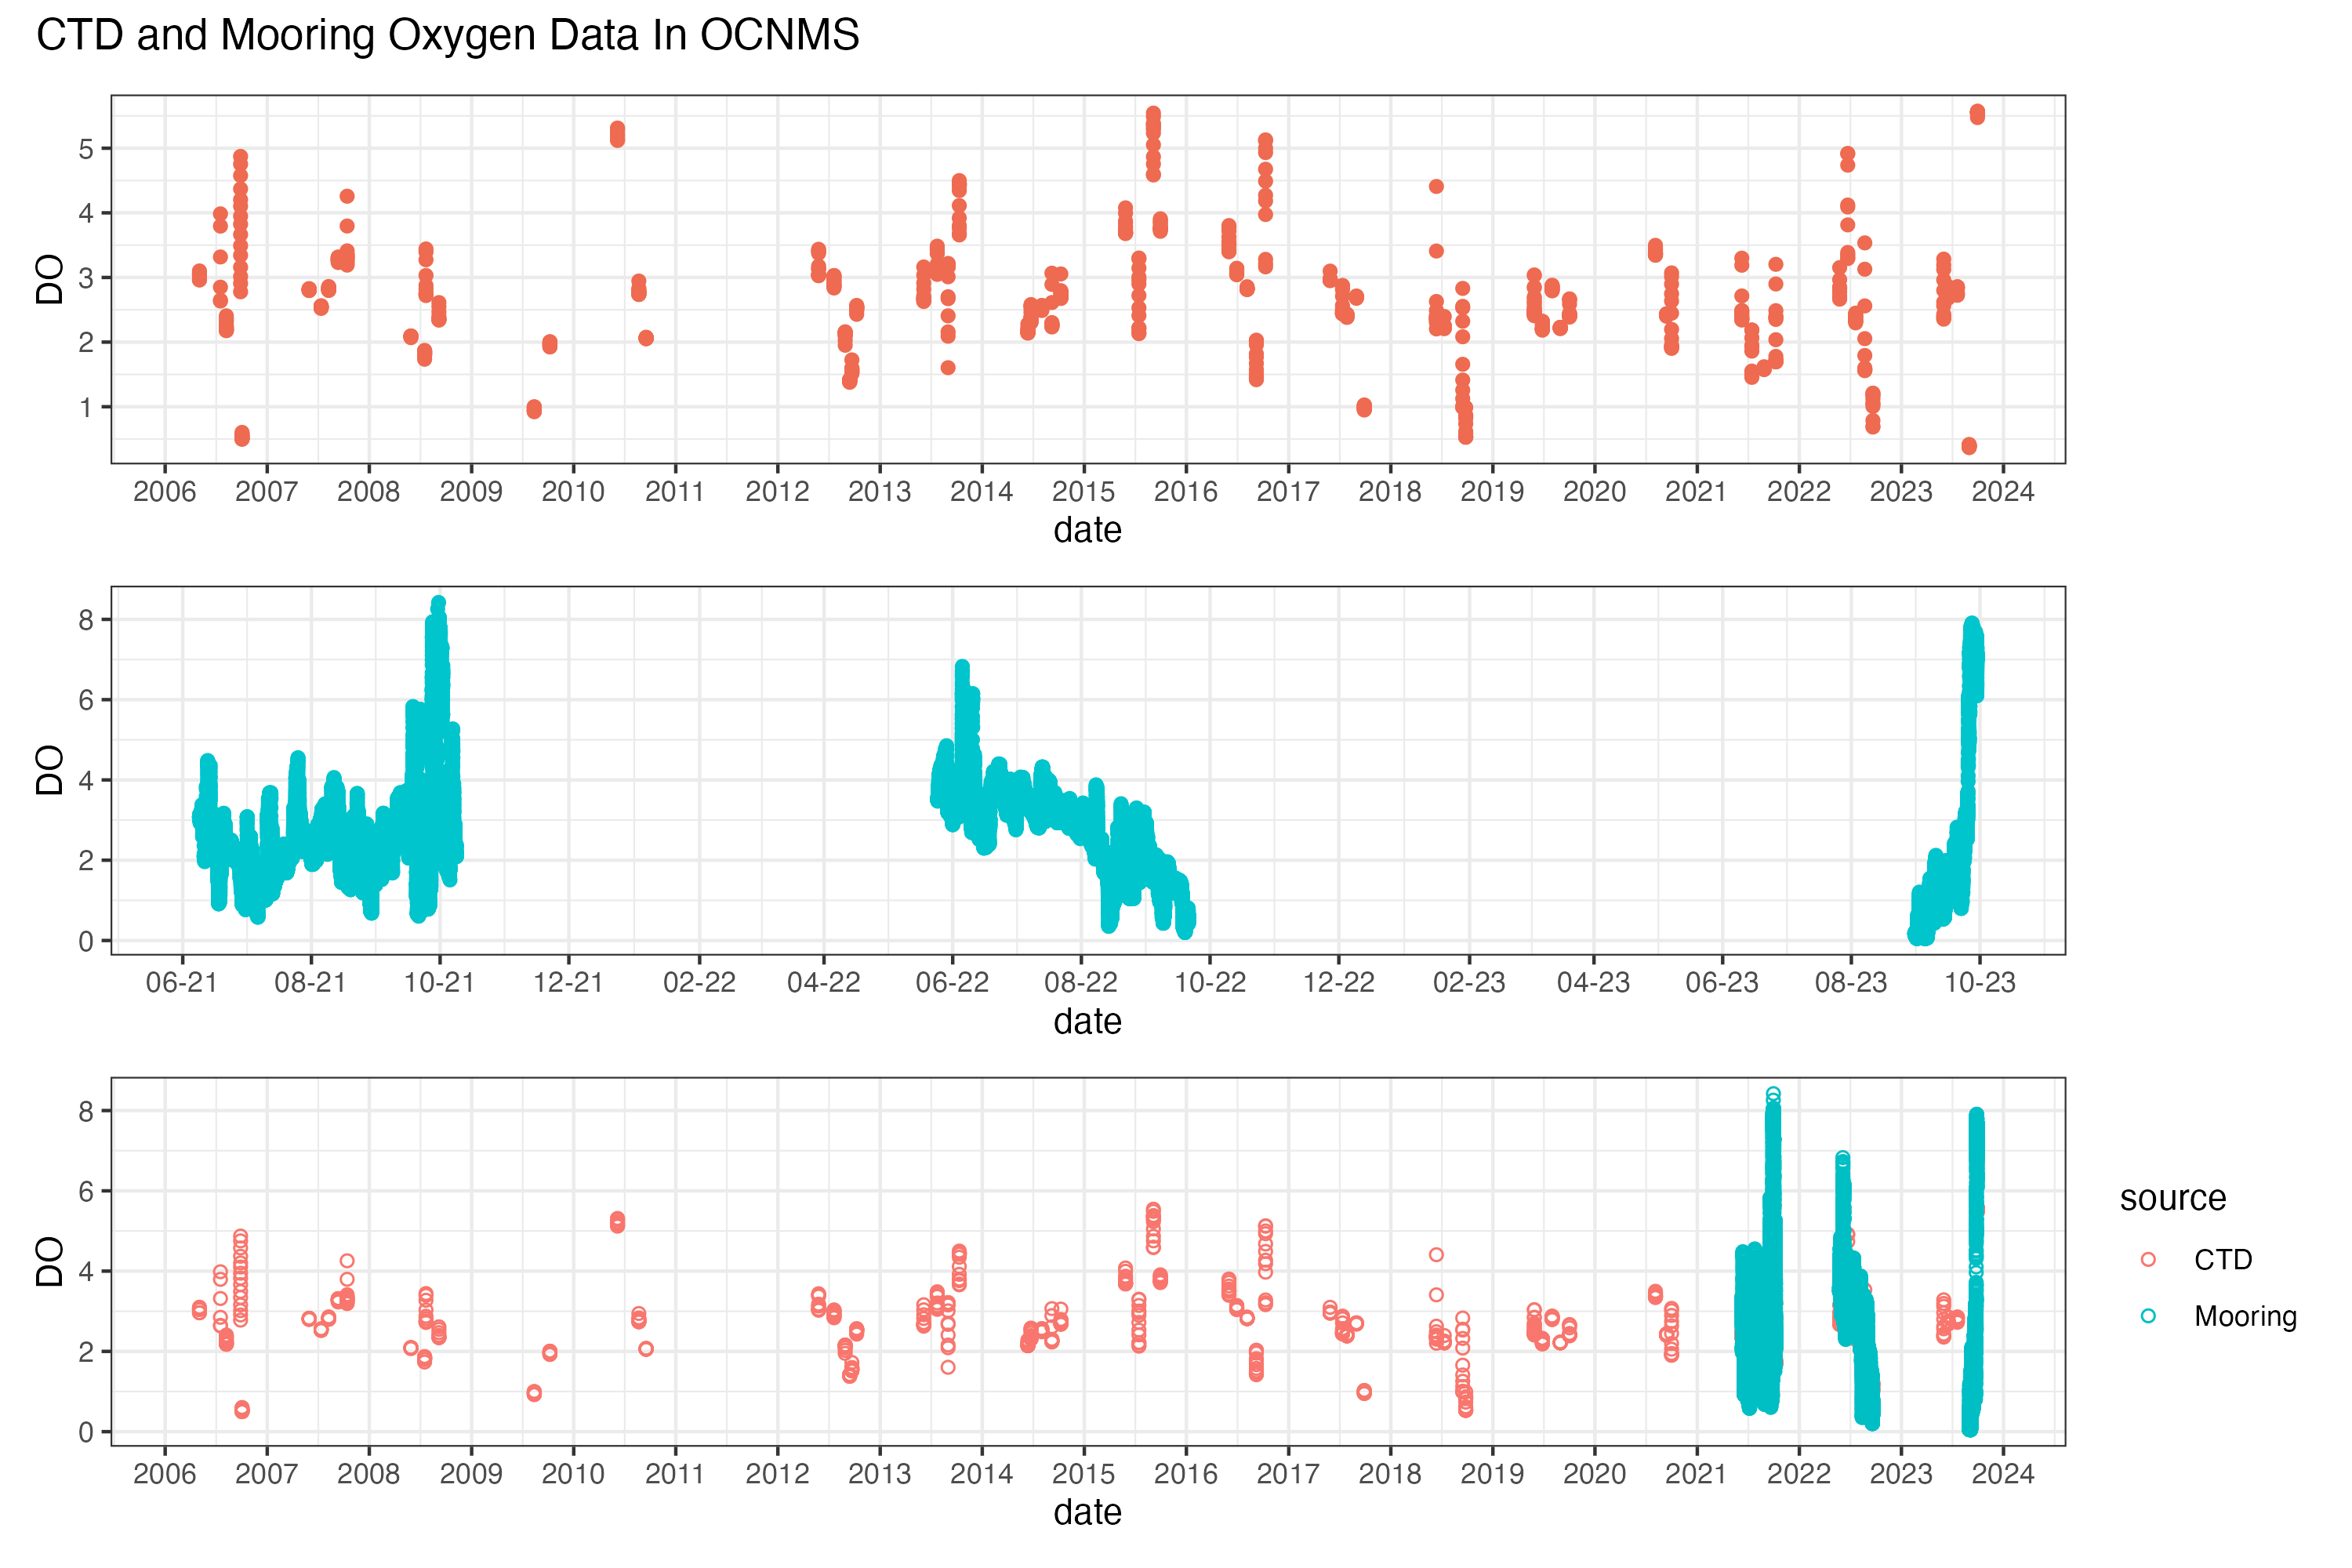 CTD and Mooring Oxygen Data In OCNMS
DO
5
4
3
2
1
2006 2007 2008 2009 2010 2011 2012 2013 2014 2015 2016 2017 2018 2019 2020 2021 2022 2023 2024
date
DO
8
6
4
2
0
06-21 08-21 10-21 12-21 02-22 04-22 06-22 08-22 10-22 12-22 02-23 04-23 06-23 08-23 10-23
date
DO
8
6
4
2
0
2006 2007 2008 2009 2010 2011 2012 2013 2014 2015 2016 2017 2018 2019 2020 2021 2022 2023 2024
date
source
CTD
Mooring